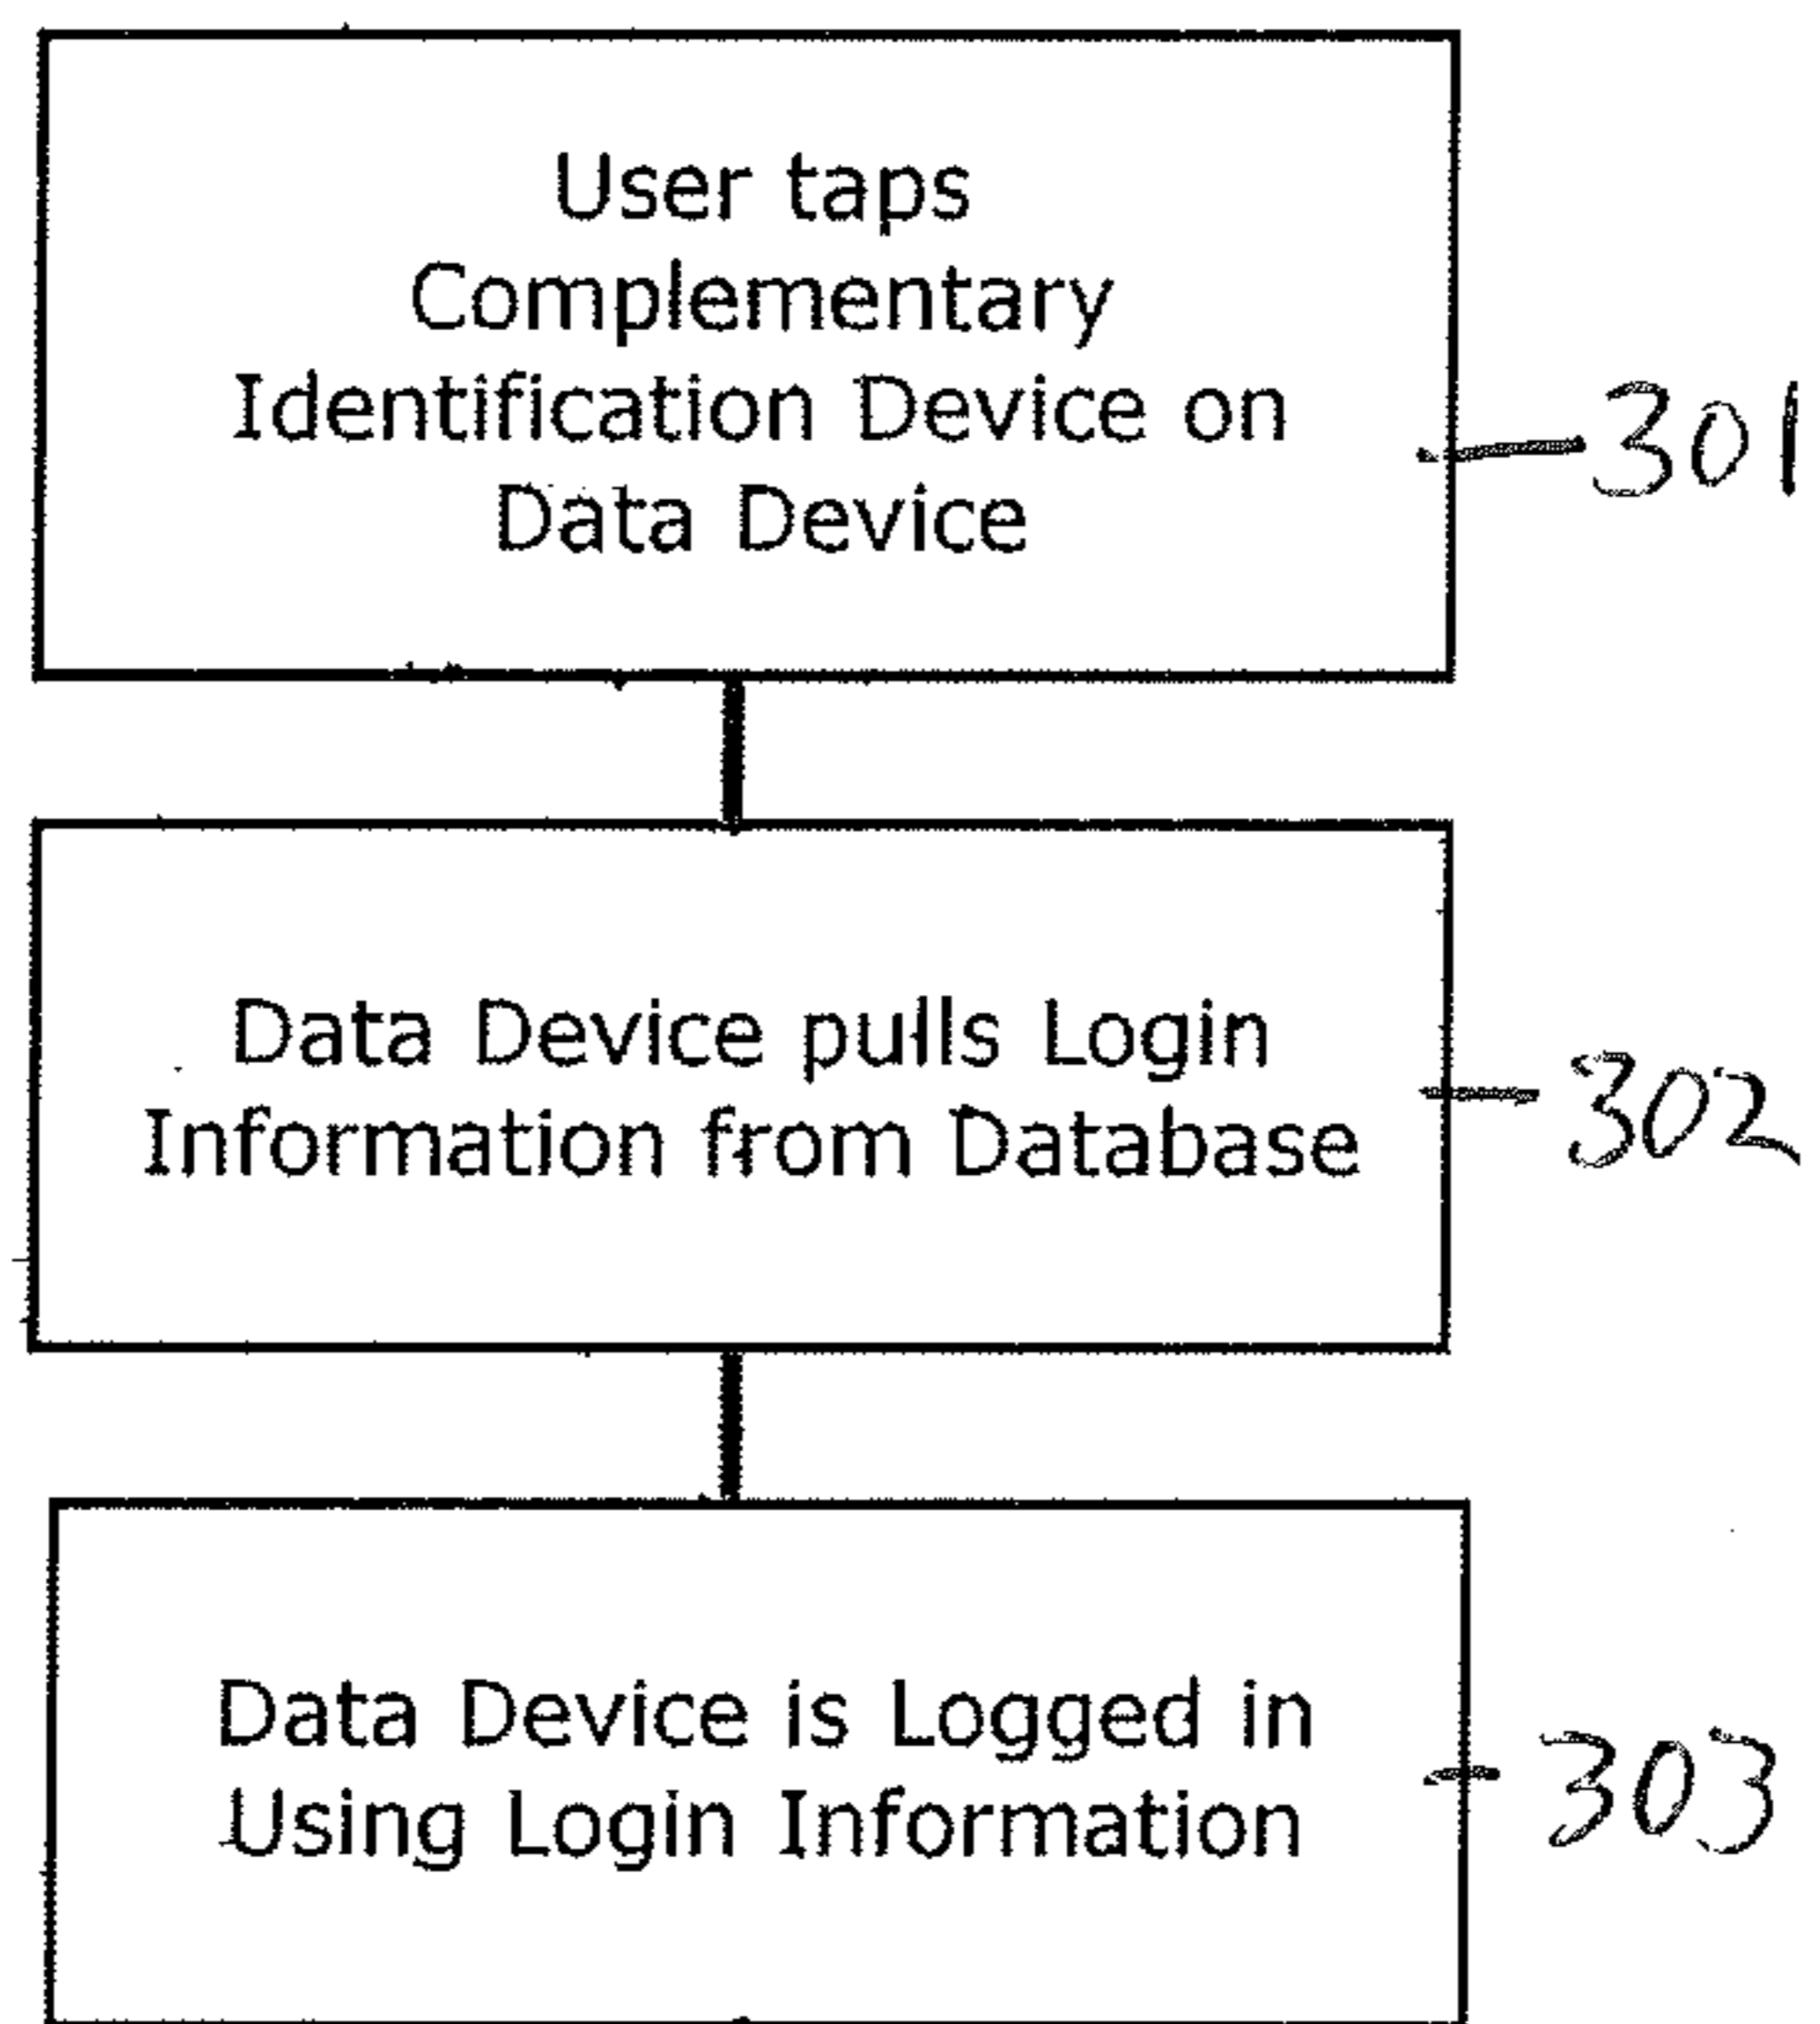 User taps
Complementary
Identification Device on
Data Device
301
Data Device pulls Login
Information from Database
302
Data Device is Logged in
Using Login Information
303